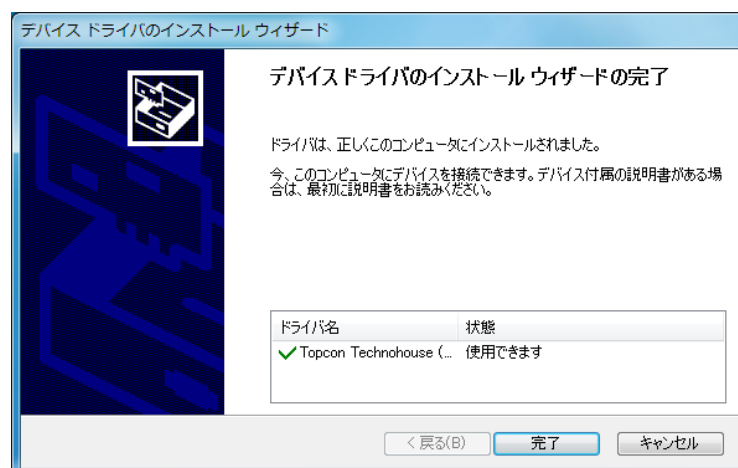 デバイス ドライバのインストール ウィザード
デバイス ドライバのインストール ウィザードの完了
ドライバは、正しくこのコンピュータにインストールされました。
今、このコンピュータにデバイスを接続できます。デバイス付属の説明書がある場
合は、最初に説明書をお読みください。
ドライバ名 状態
Topcon Technohouse (... 使用できます
< 戻る(B) 完了 キャンセル